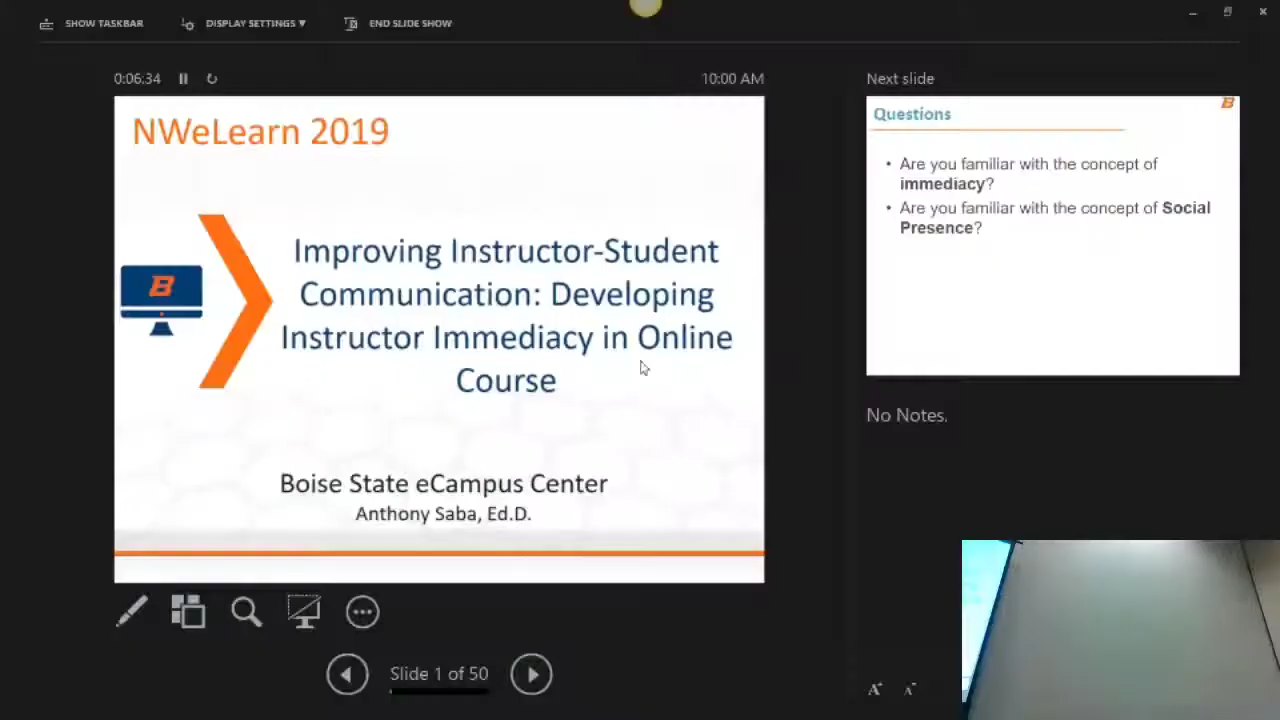 SHOW TASKBAR
DISPLAY SETTINGS ▼
END SLIDE SHOW
0:06:34
10:00 AM
NWeLearn 2019
B
Improving Instructor-Student
Communication: Developing
Instructor Immediacy in Online
Course
Boise State eCampus Center
Anthony Saba, Ed.D.
Slide 1 of 50
Next slide
B
Questions
• Are you familiar with the concept of
immediacy?
• Are you familiar with the concept of Social
Presence?
No Notes.
A A